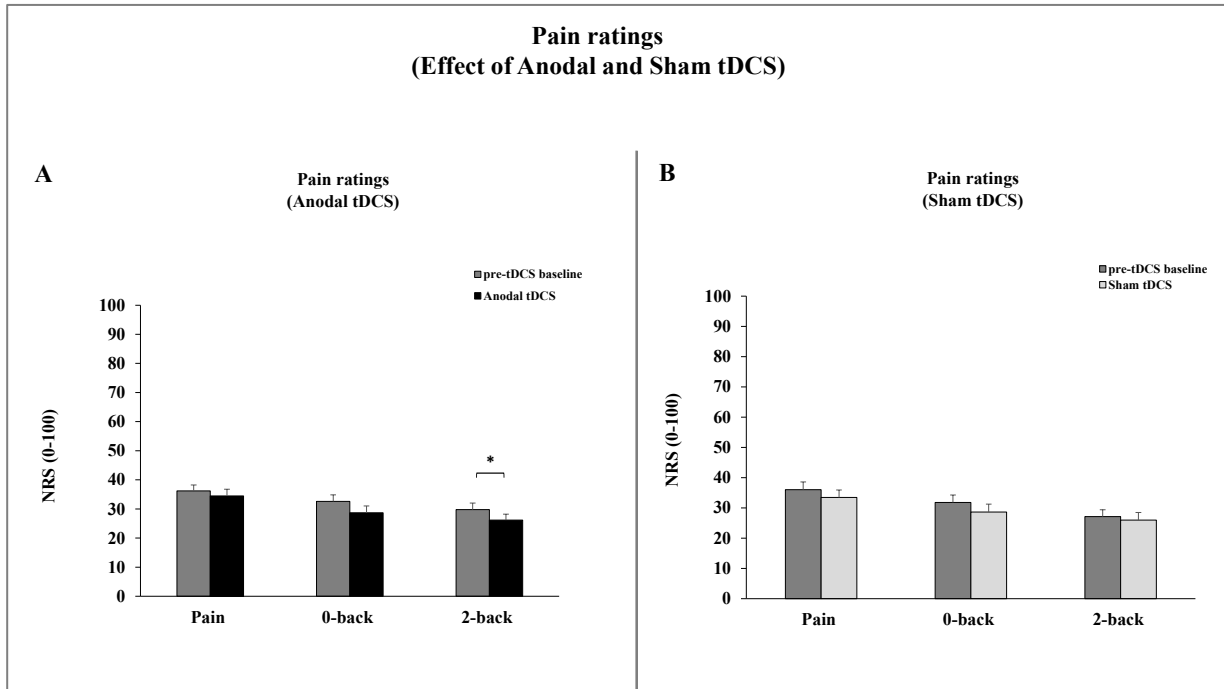 Pain ratings
(Effect of Anodal and Sham tDCS)
A
Pain ratings
(Anodal tDCS)
pre-tDCS baseline
Anodal tDCS
NRS (0-100)
100
90
80
70
60
50
40
30
20
10
0
*
Pain 0-back 2-back
B
Pain ratings
(Sham tDCS)
pre-tDCS baseline
Sham tDCS
NRS (0-100)
100
90
80
70
60
50
40
30
20
10
0
Pain 0-back 2-back